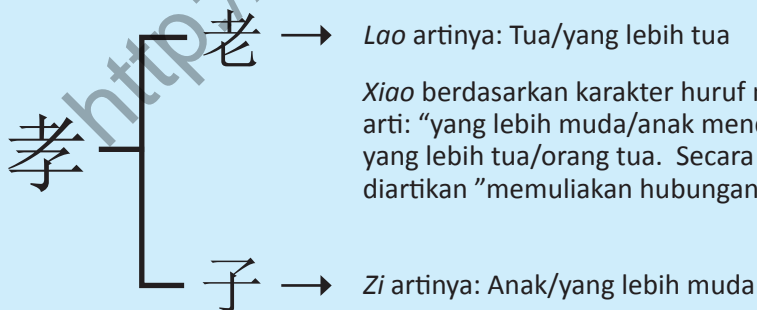 老 → Lao artinya: Tua/yang lebih tua
Xiao berdasarkan karakter huruf
arti: “yang lebih muda/anak
孝
yang lebih tua/orang tua. Secara
diartikan ”memuliakan hubungan
子 → Zi artinya: Anak/yang lebih muda
http:/